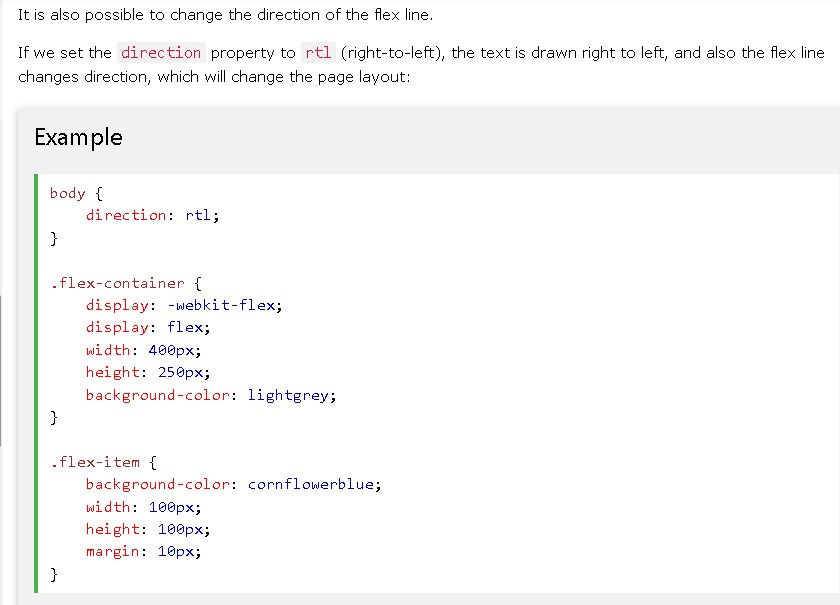 It is also possible to change the direction of the flex line.
If we set the direction property to rtl (right-to-left), the text is drawn right to left, and also the flex line
changes direction, which will change the page layout:
Example
body {
    direction: rtl;
}
.flex-container {
    display: -webkit-flex;
    display: flex;
    width: 400px;
    height: 250px;
    background-color: lightgrey;
}
.flex-item {
    background-color: cornflowerblue;
    width: 100px;
    height: 100px;
    margin: 10px;
}